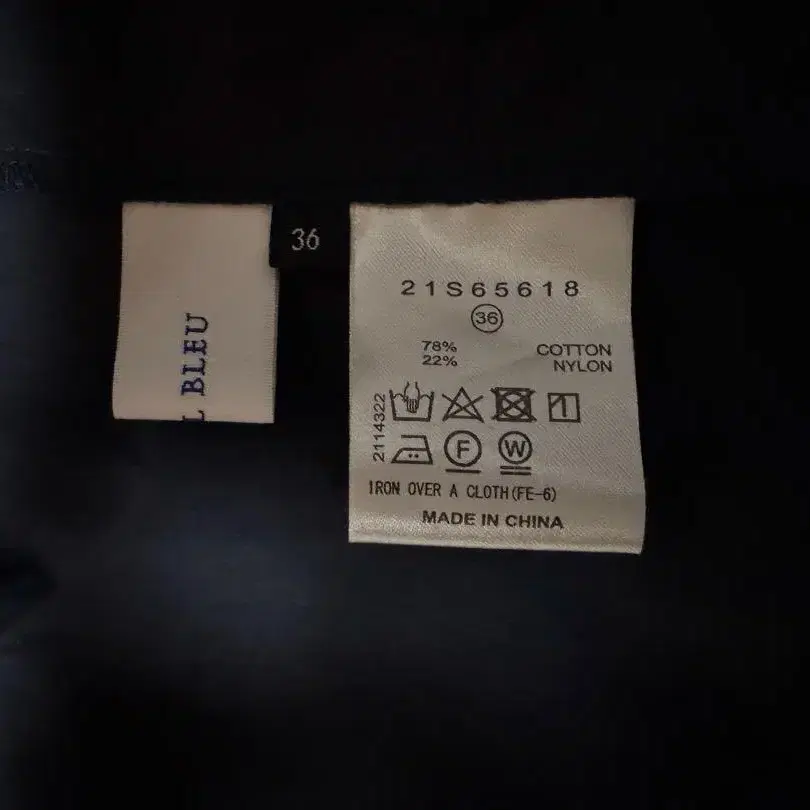 L BLEU
36
21S65618
36
78% COTTON
22% NYLON
2114322
F W
IRON OVER A CLOTH(FE-6)
MADE IN CHINA